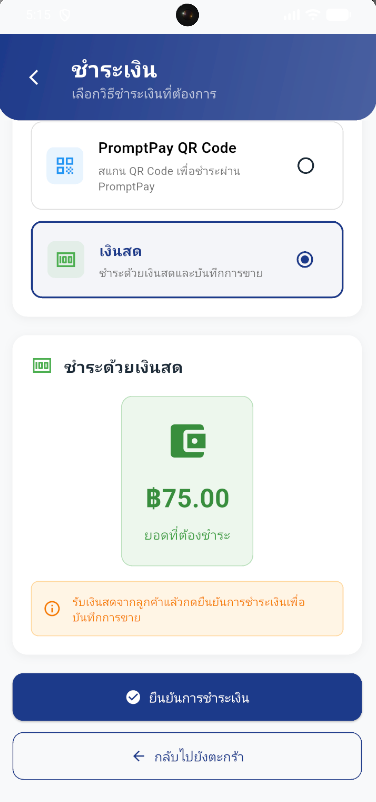 ชำระเงิน
เลือกวิธีชำระเงินที่ต้องการ
PromptPay QR Code
สแกน QR Code เพื่อชำระผ่าน
PromptPay
เงินสด
ชำระด้วยเงินสดและบันทึกการขาย
100
ชำระด้วยเงินสด
฿75.00
ยอดที่ต้องชำระ
รับเงินสดจากลูกค้าแล้วกดยืนยันการชำระเงินเพื่อ
บันทึกการขาย
ยืนยันการชำระเงิน
กลับไปยังตะกร้า